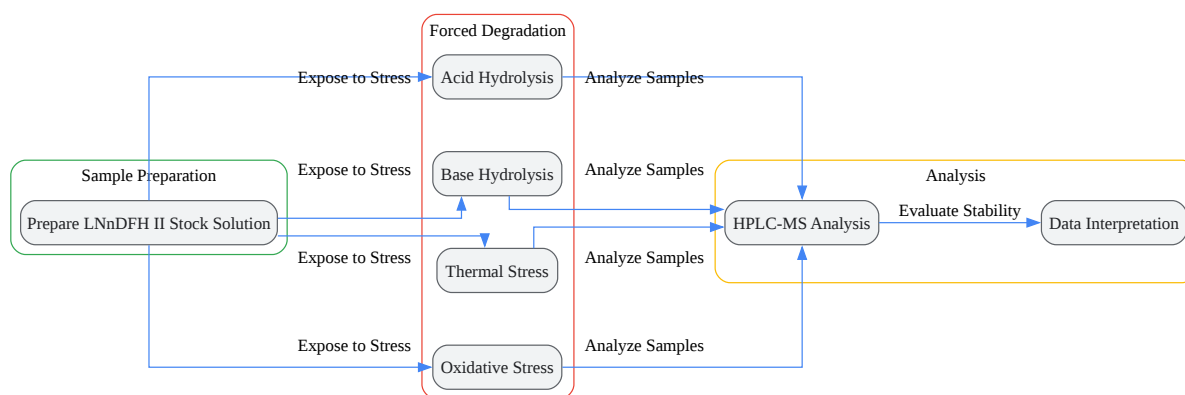 Forced Degradation
Expose to Stress
Acid Hydrolysis
Analyze Samples
Sample Preparation
Expose to Stress
Base Hydrolysis
Analyze Samples
Analysis
Prepare LNnDFH II Stock Solution
HPLC-MS Analysis
Evaluate Stability
Data Interpretation
Expose to Stress
Thermal Stress
Analyze Samples
Expose to Stress
Oxidative Stress
Analyze Samples